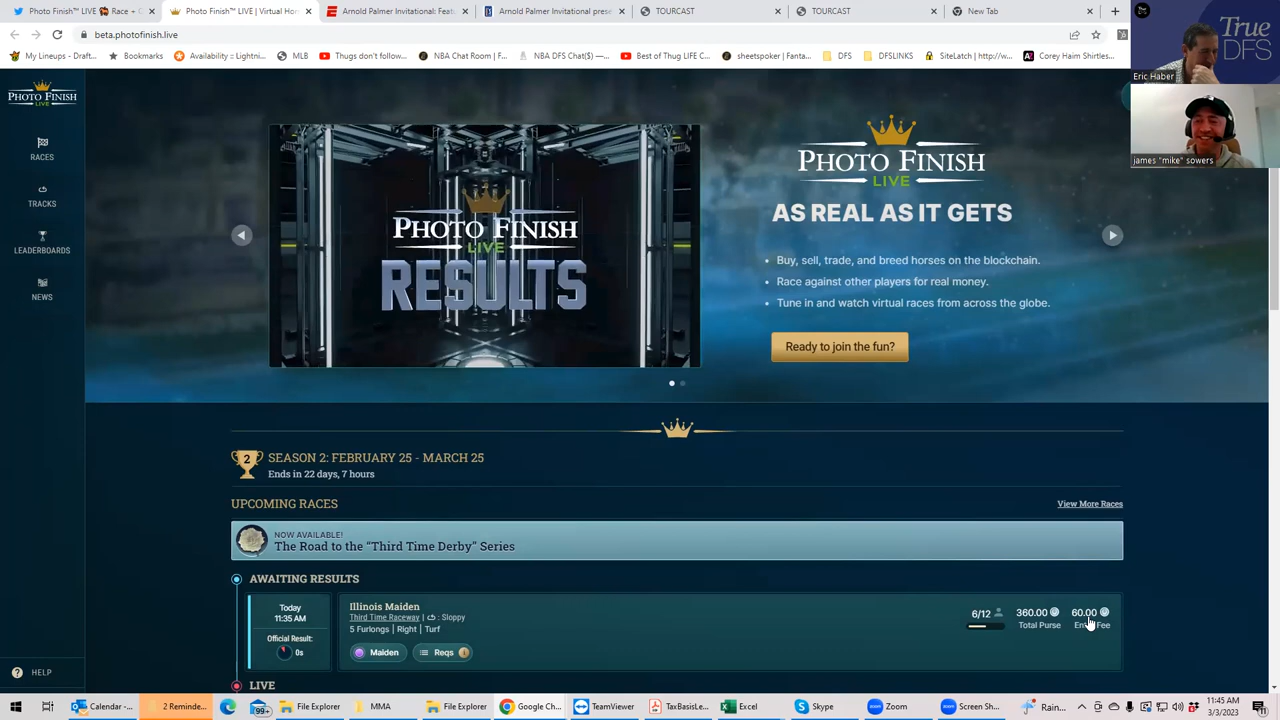 Photo Finish™ LIVE 🏇 Race +
Photo Finish™ LIVE | Virtual Hor
Arnold Palmer Invitational: Featu
Arnold Palmer Invitational prese
TOURCAST
TOURCAST
New Tab
beta.photofinish.live
My Lineups - Draft...
Bookmarks
Availability :: Lightni...
MLB
Thugs don't follow...
NBA Chat Room | F...
NBA DFS Chat($) —...
Best of Thug LIFE C...
sheetspoker | Fanta...
DFS
DFSLINKS
SiteLatch | http://w...
Corey Haim Shirtles...
True
DFS
Eric Haber
james "mike" sowers
PHOTO FINISH
LIVE
RACES
TRACKS
LEADERBOARDS
NEWS
HELP
PHOTO FINISH
LIVE
RESULTS
PHOTO FINISH
LIVE
AS REAL AS IT GETS
• Buy, sell, trade, and breed horses on the blockchain.
• Race against other players for real money.
• Tune in and watch virtual races from across the globe.
Ready to join the fun?
2
SEASON 2: FEBRUARY 25 - MARCH 25
Ends in 22 days, 7 hours
UPCOMING RACES
View More Races
NOW AVAILABLE!
The Road to the "Third Time Derby" Series
AWAITING RESULTS
Today
11:35 AM
Official Result:
0s
Illinois Maiden
Third Time Raceway | : Sloppy
5 Furlongs | Right | Turf
Maiden
Reqs
6/12
360.00
Total Purse
60.00
Fee
LIVE
Calendar - ...
2 Reminde...
99+
File Explorer
MMA
File Explorer
Google Ch...
TeamViewer
TaxBasisLe...
Excel
Skype
Zoom
Screen Sh...
Rain...
11:45 AM
3/3/2023